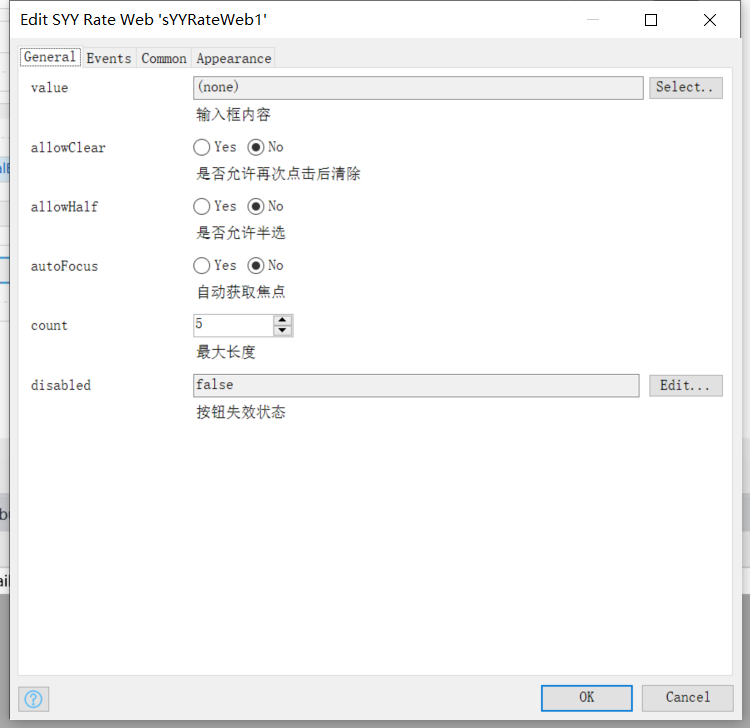 Edit SYY Rate Web 'sYYRateWeb1'
General Events Common Appearance
value (none) Select..
输入框内容
allowClear Yes No
是否允许再次点击后清除
allowHalf Yes No
是否允许半选
autoFocus Yes No
自动获取焦点
count 5
最大长度
disabled false Edit...
按钮失效状态
OK Cancel